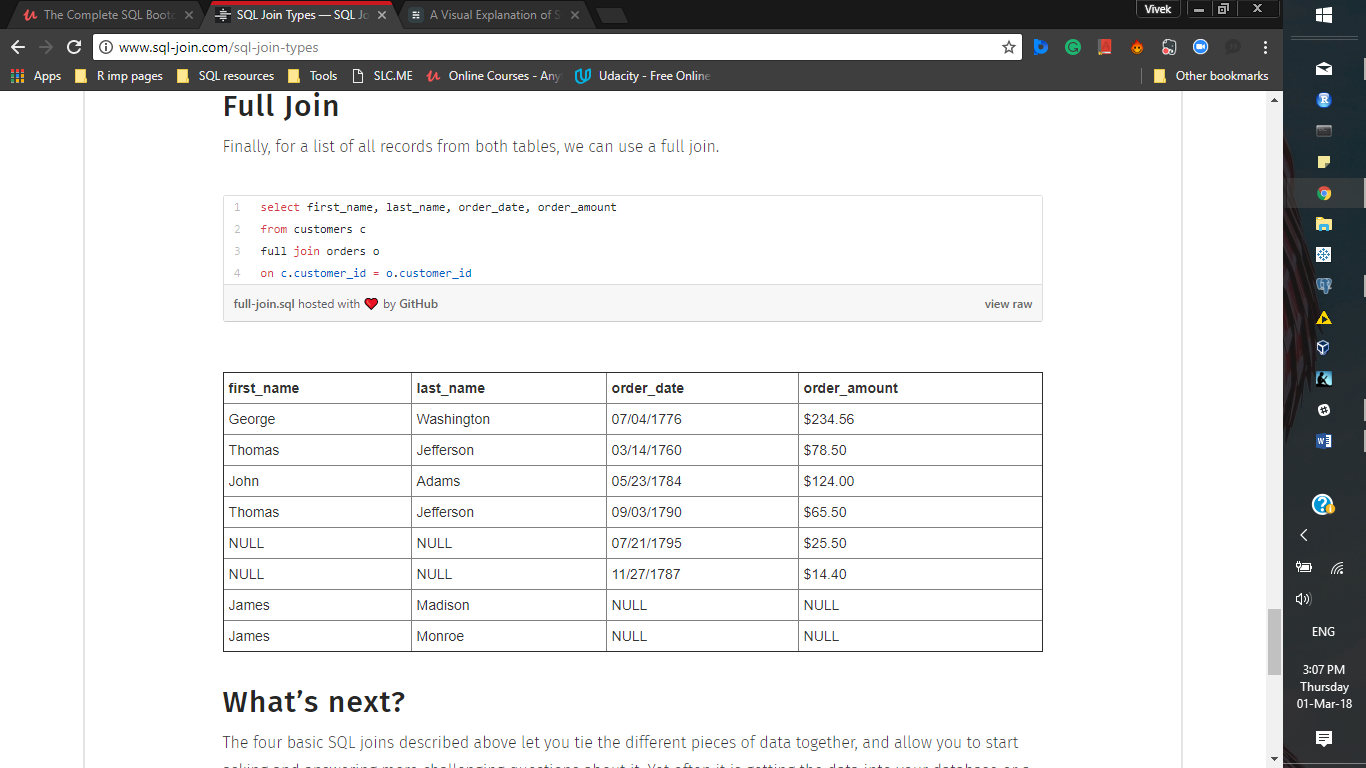 The Complete SQL Boot
SQL Join Types — SQL Jo
A Visual Explanation of S
Vivek
www.sql-join.com/sql-join-types
Apps
R imp pages
SQL resources
Tools
SLC.ME
Online Courses - Any
Udacity - Free Online
Other bookmarks
Full Join
Finally, for a list of all records from both tables, we can use a full join.
1 select first_name, last_name, order_date, order_amount
2 from customers c
3 full join orders o
4 on c.customer_id = o.customer_id
full-join.sql hosted with ❤ by GitHub view raw
first_name last_name order_date order_amount
George Washington 07/04/1776 $234.56
Thomas Jefferson 03/14/1760 $78.50
John Adams 05/23/1784 $124.00
Thomas Jefferson 09/03/1790 $65.50
NULL NULL 07/21/1795 $25.50
NULL NULL 11/27/1787 $14.40
James Madison NULL NULL
James Monroe NULL NULL
What's next?
The four basic SQL joins described above let you tie the different pieces of data together, and allow you to start
ENG
3:07 PM
Thursday
01-Mar-18